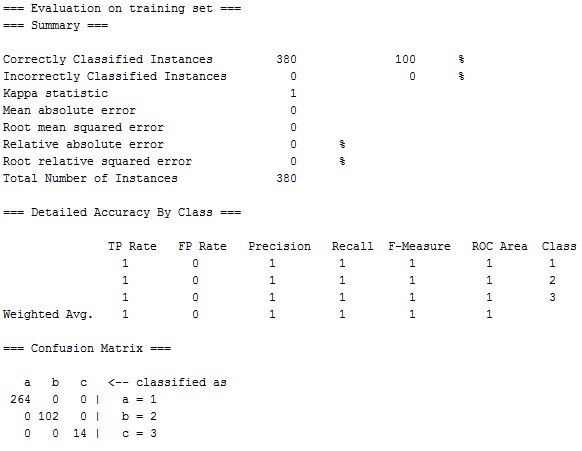 === Evaluation on training set ===
=== Summary ===
Correctly Classified Instances 380 100 %
Incorrectly Classified Instances 0 0 %
Kappa statistic 1
Mean absolute error 0
Root mean squared error 0
Relative absolute error 0 %
Root relative squared error 0 %
Total Number of Instances 380
=== Detailed Accuracy By Class ===
TP Rate FP Rate Precision Recall F-Measure ROC Area Class
1 0 1 1 1 1 1
1 0 1 1 1 1 2
1 0 1 1 1 1 3
Weighted Avg. 1 0 1 1 1 1
=== Confusion Matrix ===
a b c <-- classified as
264 0 0 | a = 1
0 102 0 | b = 2
0 0 14 | c = 3